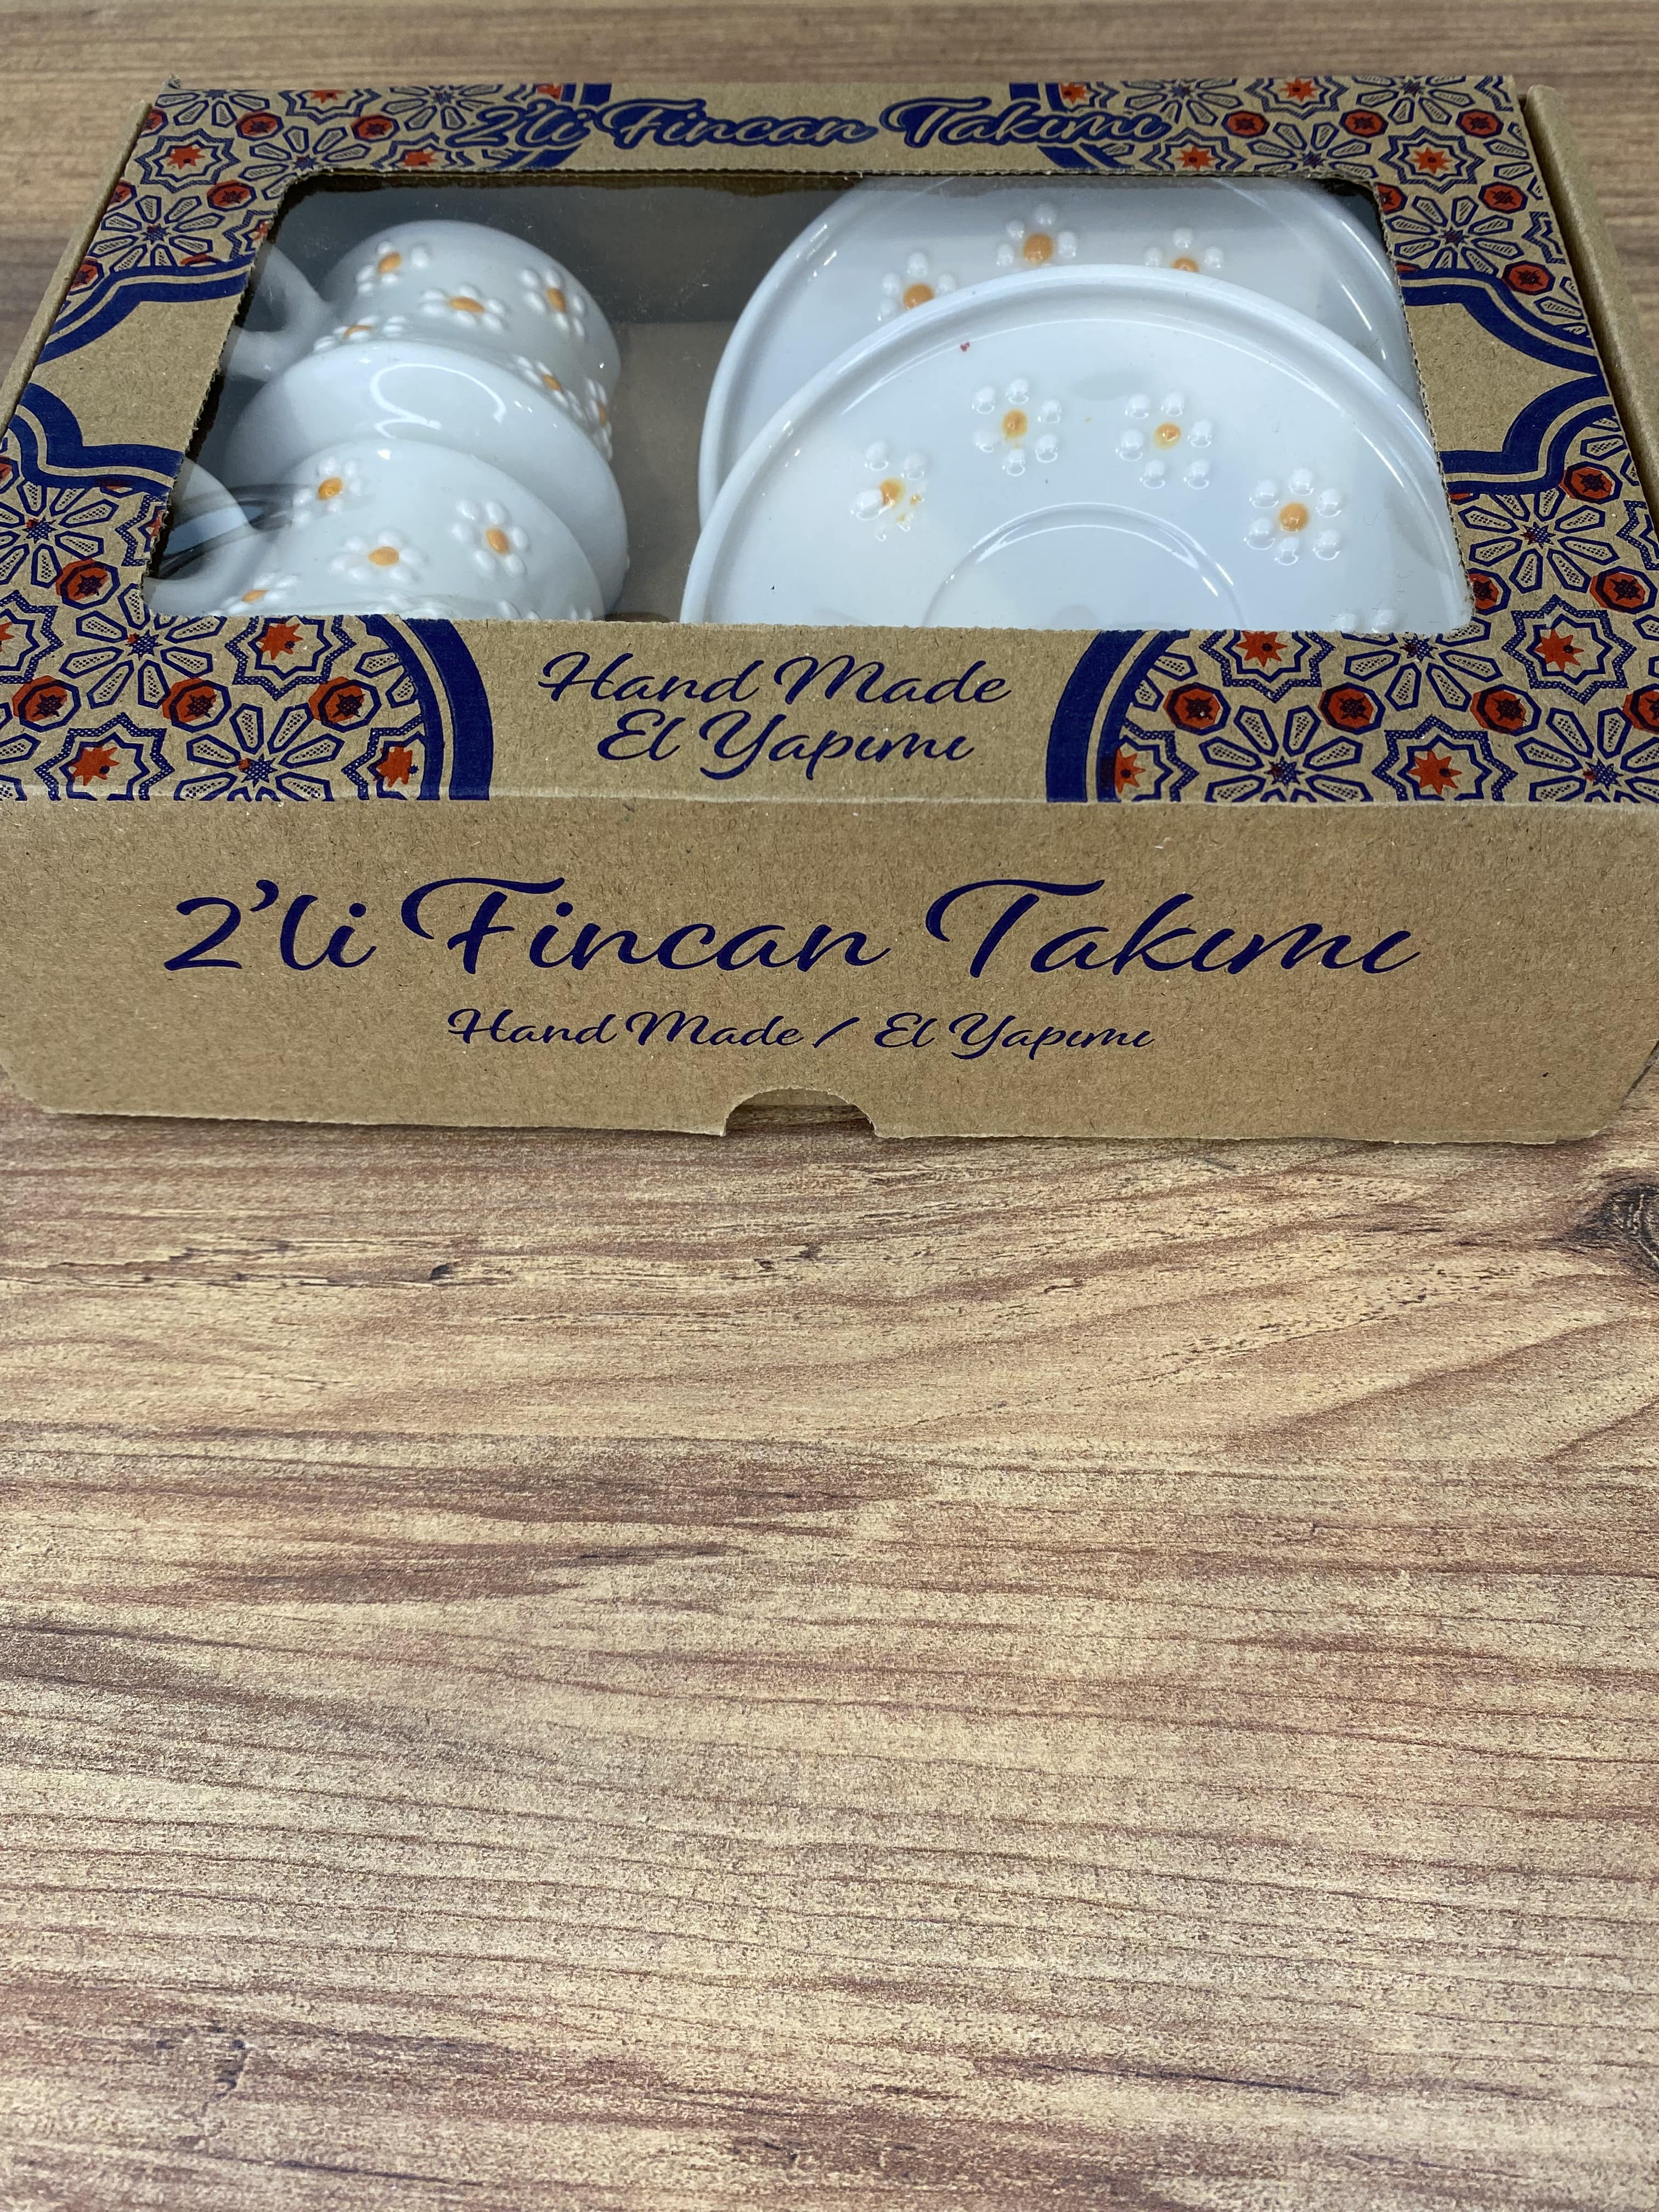 2'li Fincan Takımı
Hand Made
El Yapımı
2'li Fincan Takımı
Hand Made / El Yapımı